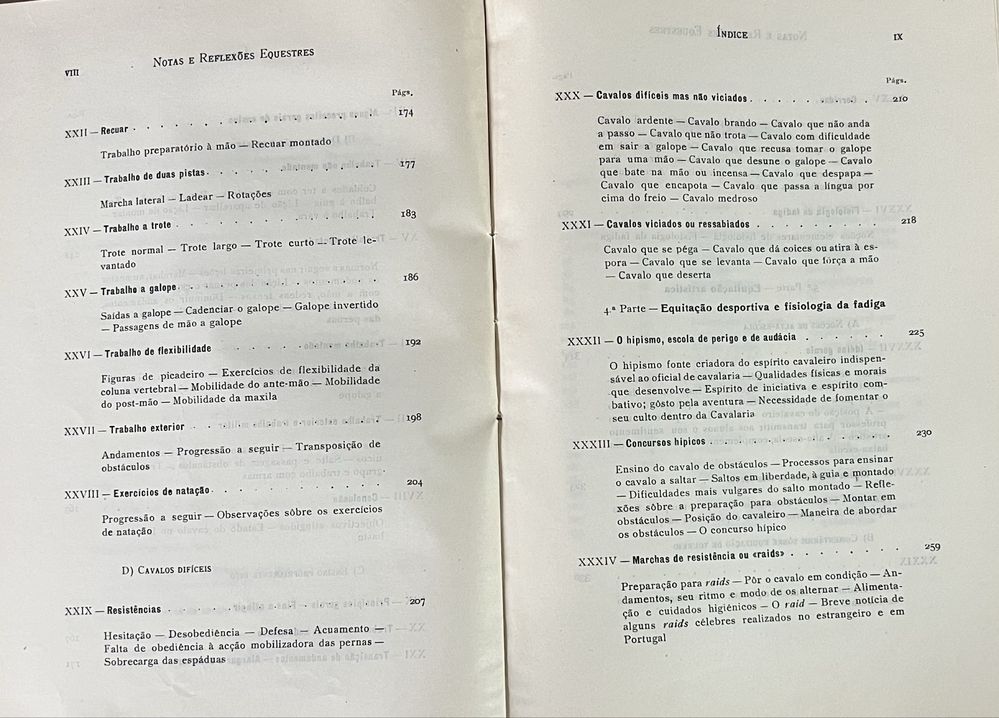 VIII
NOTAS E REFLEXÕES EQUESTRES
Págs.
XXII — Recuar . . . . . . . . . . . . 174
Trabalho preparatório à mão — Recuar montado
XXIII — Trabalho de duas pistas. . . . . . . . . 177
Marcha lateral — Ladear — Rotações
XXIV — Trabalho a trote . . . . . . . . . . 183
Trote normal — Trote largo — Trote curto — Trote le-
vantado
XXV — Trabalho a galope. . . . . . . . . . 186
Saídas a galope — Cadenciar o galope — Galope invertido
— Passagens de mão a galope
XXVI — Trabalho de flexibilidade . . . . . . . . 192
Figuras de picadeiro — Exercícios de flexibilidade da
coluna vertebral — Mobilidade do ante-mão — Mobilidade
do post-mão — Mobilidade da maxila
XXVII — Trabalho exterior . . . . . . . . . . 198
Andamentos — Progressão a seguir — Transposição de
obstáculos
XXVIII — Exercícios de natação. . . . . . . . . 204
Progressão a seguir — Observações sôbre os exercícios
de natação
D) CAVALOS DIFÍCEIS
XXIX — Resistências . . . . . . . . . . . 207
Hesitação — Desobediência — Defesa — Acuamento —
Falta de obediência à acção mobilizadora das pernas —
Sobrecarga das espáduas
ÍNDICE
IX
Págs.
XXX — Cavalos difíceis mas não viciados . . . . . . . 210
Cavalo ardente — Cavalo brando — Cavalo que não anda
a passo — Cavalo que não trota — Cavalo com dificuldade
em sair a galope — Cavalo que recusa tomar o galope
para uma mão — Cavalo que desune o galope — Cavalo
que bate na mão ou incensa — Cavalo que despapa —
Cavalo que encapota — Cavalo que passa a língua por
cima do freio — Cavalo medroso
XXXI — Cavalos viciados ou ressabiados . . . . . . . 218
Cavalo que se péga — Cavalo que dá coices ou atira à es-
pora — Cavalo que se levanta — Cavalo que fôrça a mão
— Cavalo que deserta
4.ª Parte — Equitação desportiva e fisiologia da fadiga
XXXII — O hipismo, escola de perigo e de audácia . . . . . 225
O hipismo fonte criadora do espírito cavaleiro indispen-
sável ao oficial de cavalaria — Qualidades físicas e morais
que desenvolve — Espírito de iniciativa e espírito com-
bativo; gôsto pela aventura — Necessidade de fomentar o
seu culto dentro da Cavalaria
XXXIII — Concursos hípicos . . . . . . . . . . 230
Ensino do cavalo de obstáculos — Processos para ensinar
o cavalo a saltar — Saltos em liberdade, à guia e montado
— Dificuldades mais vulgares do salto montado — Refle-
xões sôbre a preparação para obstáculos — Montar em
obstáculos — Posição do cavaleiro — Maneira de abordar
os obstáculos — O concurso hípico
XXXIV — Marchas de resistência ou «raids» . . . . . . 259
Preparação para raids — Pôr o cavalo em condição — An-
damentos, seu ritmo e modo de os alternar — Alimenta-
ção e cuidados higiénicos — O raid — Breve notícia de
alguns raids célebres realizados no estrangeiro e em
Portugal